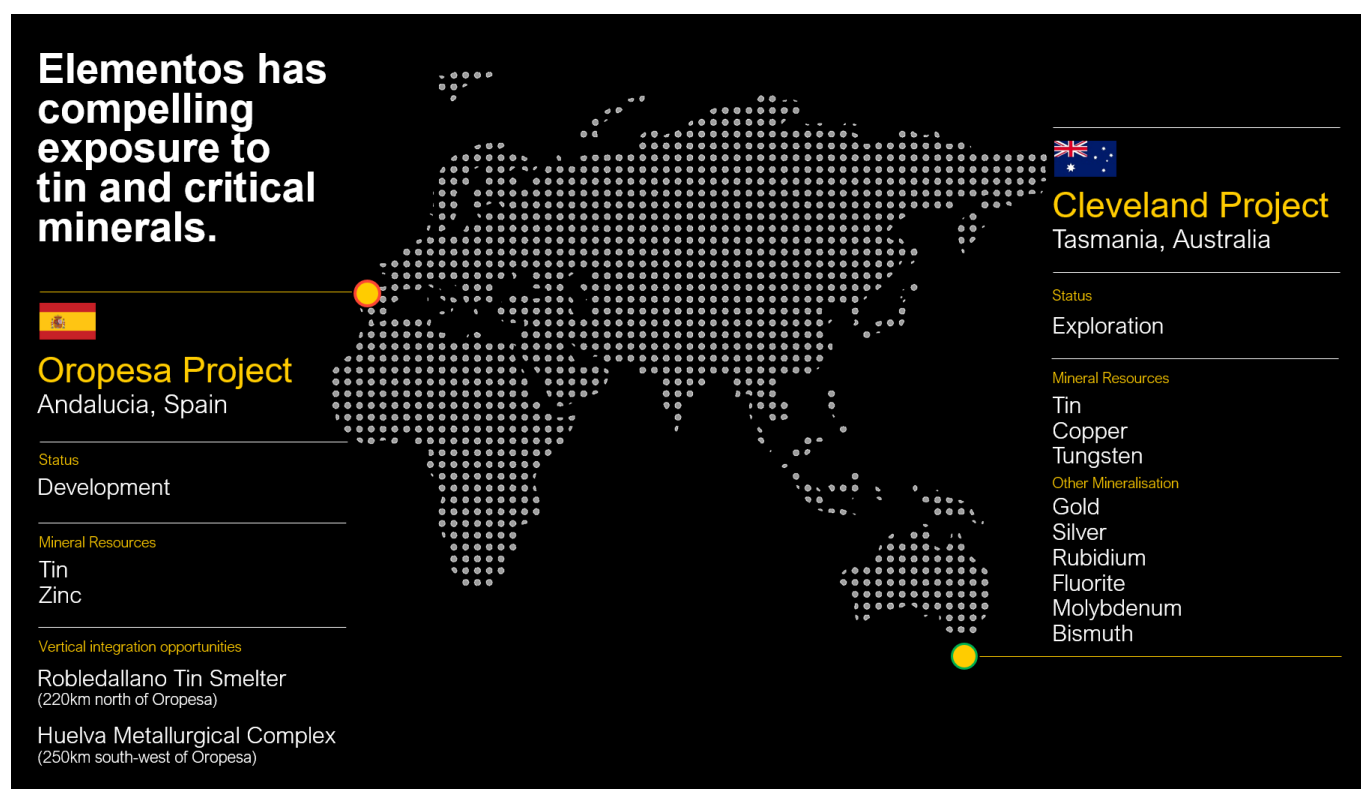 Elementos has
compelling
exposure to
tin and critical
minerals.
Oropesa Project
Andalucia, Spain
Status
Development
Mineral Resources
Tin
Zinc
Vertical integration opportunities
Robledallano Tin Smelter
(220km north of Oropesa)
Huelva Metallurgical Complex
(250km south-west of Oropesa)
Cleveland Project
Tasmania, Australia
Status
Exploration
Mineral Resources
Tin
Copper
Tungsten
Other Mineralisation
Gold
Silver
Rubidium
Fluorite
Molybdenum
Bismuth